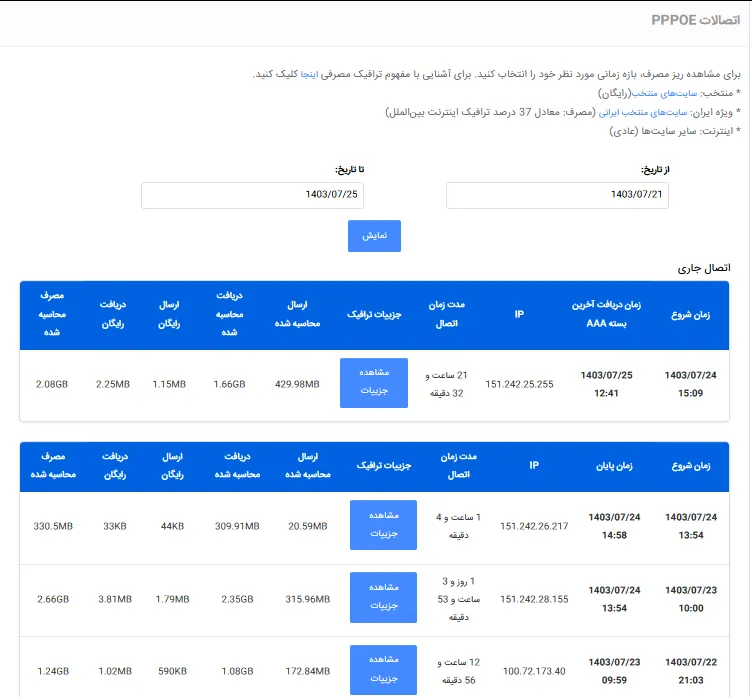 اتصالات PPPOE
برای مشاهده ریز مصرف، بازه زمانی مورد نظر خود را انتخاب کنید. برای آشنایی با مفهوم ترافیک مصرفی اینجا کلیک کنید.
* منتخب: سایت‌های منتخب(رایگان)
* ویژه ایران: سایت‌های منتخب ایرانی (مصرف: معادل 37 درصد ترافیک اینترنت بین‌الملل)
* اینترنت: سایر سایت‌ها (عادی)
از تاریخ: تا تاریخ:
1403/07/21 1403/07/25
نمایش
اتصال جاری
زمان شروع زمان دریافت آخرین بسته AAA IP مدت زمان اتصال جزییات ترافیک ارسال محاسبه شده دریافت محاسبه شده ارسال رایگان دریافت رایگان مصرف محاسبه شده
1403/07/24 15:09 1403/07/25 12:41 151.242.25.255 21 ساعت و 32 دقیقه مشاهده جزییات 429.98MB 1.66GB 1.15MB 2.25MB 2.08GB
زمان شروع زمان پایان IP مدت زمان اتصال جزییات ترافیک ارسال محاسبه شده دریافت محاسبه شده ارسال رایگان دریافت رایگان مصرف محاسبه شده
1403/07/24 13:54 1403/07/24 14:58 151.242.26.217 1 ساعت و 4 دقیقه مشاهده جزییات 20.59MB 309.91MB 44KB 33KB 330.5MB
1403/07/23 10:00 1403/07/24 13:54 151.242.28.155 1 روز و 3 ساعت و 53 دقیقه مشاهده جزییات 315.96MB 2.35GB 1.79MB 3.81MB 2.66GB
1403/07/22 21:03 1403/07/23 09:59 100.72.173.40 12 ساعت و 56 دقیقه مشاهده جزییات 172.84MB 1.08GB 590KB 1.02MB 1.24GB